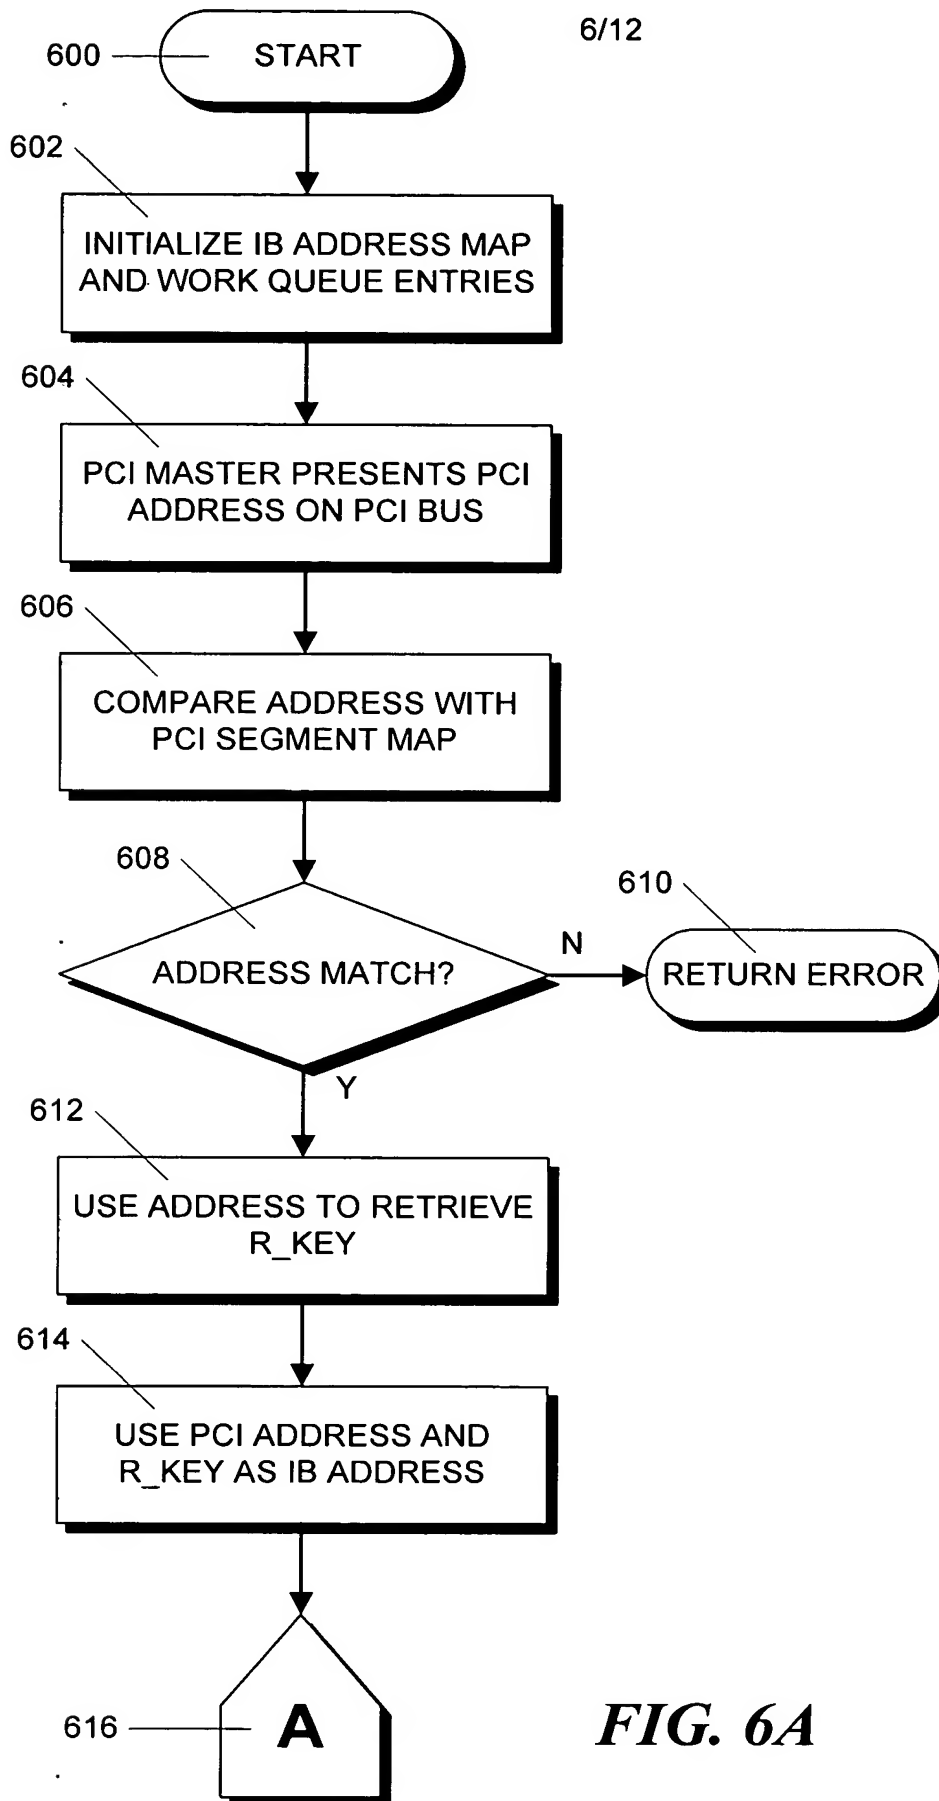 6/12
600
START
602
INITIALIZE IB ADDRESS MAP
AND WORK QUEUE ENTRIES
604
PCI MASTER PRESENTS PCI
ADDRESS ON PCI BUS
606
COMPARE ADDRESS WITH
PCI SEGMENT MAP
608
ADDRESS MATCH?
N
610
RETURN ERROR
Y
612
USE ADDRESS TO RETRIEVE
R_KEY
614
USE PCI ADDRESS AND
R_KEY AS IB ADDRESS
616
A
FIG. 6A